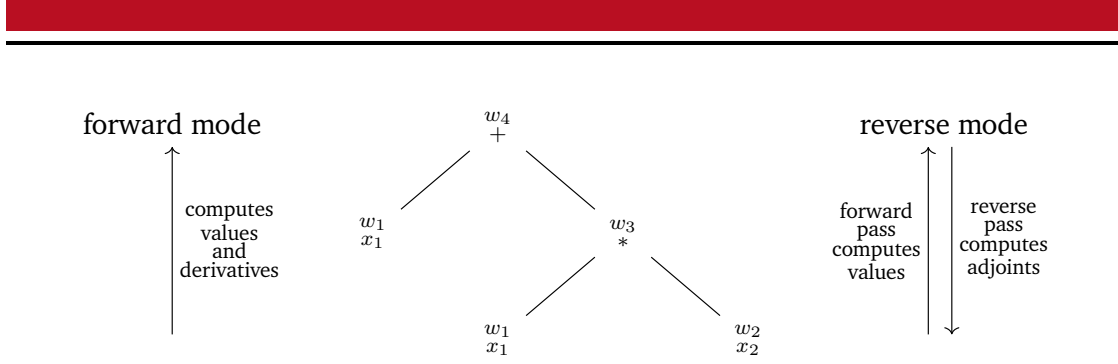 forward mode
computes
values
and
derivatives
w₄
+
w₁
x₁
w₃
*
w₁
x₁
w₂
x₂
reverse mode
forward
pass
computes
values
reverse
pass
computes
adjoints